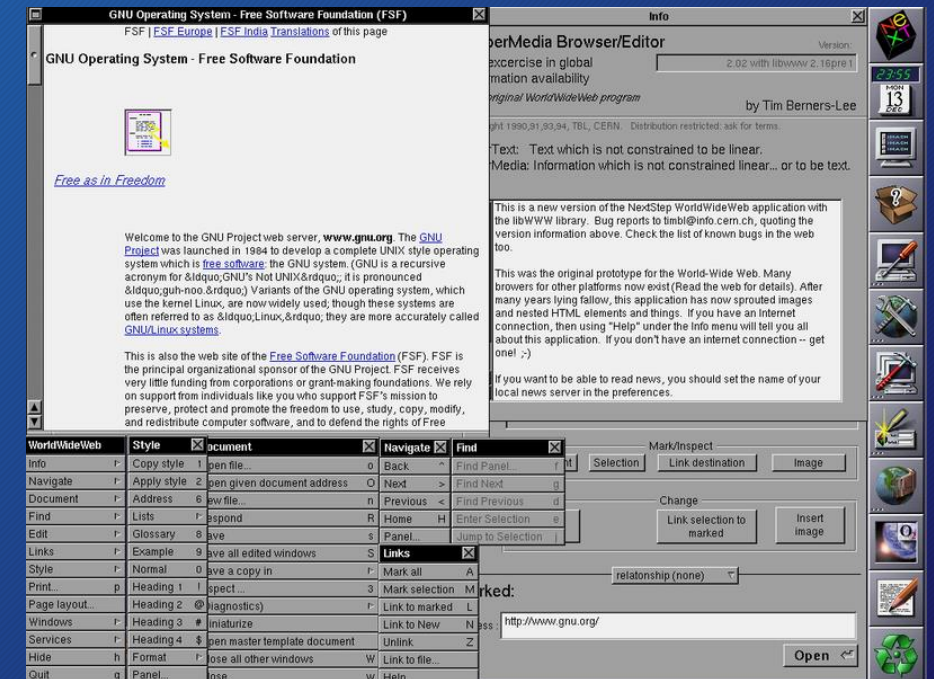 GNU Operating System - Free Software Foundation (FSF)
FSF | FSF Europe | FSF India Translations of this page
GNU Operating System - Free Software Foundation
Free as in Freedom
Welcome to the GNU Project web server, www.gnu.org. The GNU
Project was launched in 1984 to develop a complete UNIX style operating
system which is free software: the GNU system. (GNU is a recursive
acronym for &ldquo;GNU's Not UNIX&rdquo;; it is pronounced
&ldquo;guh-noo.&rdquo;) Variants of the GNU operating system, which
use the kernel Linux, are now widely used; though these systems are
often referred to as &ldquo;Linux,&rdquo; they are more accurately called
GNU/Linux systems.
This is also the web site of the Free Software Foundation (FSF). FSF is
the principal organizational sponsor of the GNU Project. FSF receives
very little funding from corporations or grant-making foundations. We rely
on support from individuals like you who support FSF's mission to
preserve, protect and promote the freedom to use, study, copy, modify,
and redistribute computer software, and to defend the rights of Free
Info
perMedia Browser/Editor
Version:
excercise in global
mation availability
2.02 with libwww 2.16pre1
original WorldWideWeb program
by Tim Berners-Lee
ght 1990,91,93,94, TBL, CERN. Distribution restricted: ask for terms.
rText: Text which is not constrained to be linear.
rMedia: Information which is not constrained linear... or to be text.
This is a new version of the NextStep WorldWideWeb application with
the libWWW library. Bug reports to timbl@info.cern.ch, quoting the
version information above. Check the list of known bugs in the web
too.
This was the original prototype for the World-Wide Web. Many
browsers for other platforms now exist (Read the web for details). After
many years lying fallow, this application has now sprouted images
and nested HTML elements and things. If you have an Internet
connection, then using "Help" under the Info menu will tell you all
about this application. If you don't have an internet connection -- get
one! ;-)
If you want to be able to read news, you should set the name of your
local news server in the preferences.
WorldWideWeb
Info
Navigate
Document
Find
Edit
Links
Style
Print... p
Page layout...
Windows
Services
Hide h
Quit q
Style
Copy style 1
Apply style 2
Address 6
Lists
Glossary 8
Example 9
Normal 0
Heading 1 !
Heading 2 @
Heading 3 #
Heading 4 $
Format
Panel...
ocument
pen file... o
pen given document address O
ew file... n
espond R
ave s
ave all edited windows S
ave a copy in
spect ... 3
iagnostics)
iniaturize
pen master template document
lose all other windows W
lose w
Navigate
Back ^
Next >
Previous <
Home H
Panel...
Find
Find Panel... f
Find Next g
Find Previous d
Enter Selection e
Jump to Selection j
Links
Mark all A
Mark selection M
Link to marked L
Link to New N
Unlink Z
Link to file...
Help
Mark/Inspect
nt
Selection
Link destination
Image
Change
Link selection to
marked
Insert
image
relationship (none)
rked:
ess :
http://www.gnu.org/
Open
NeXT
23:55
MON
13
DEC